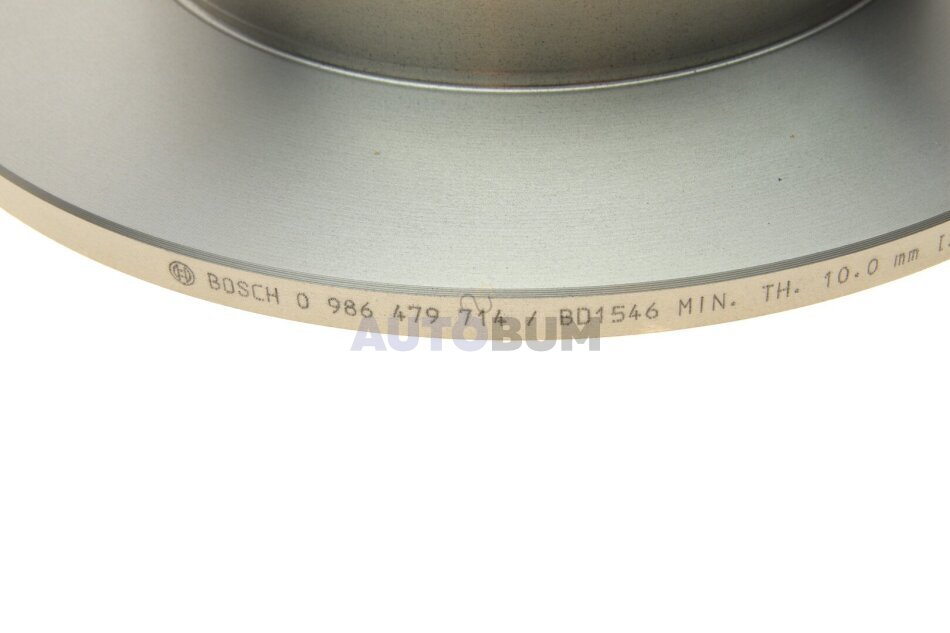 BOSCH 0 986 479 714 / BD1546 MIN. TH. 10.0 mm
AUTOBUM